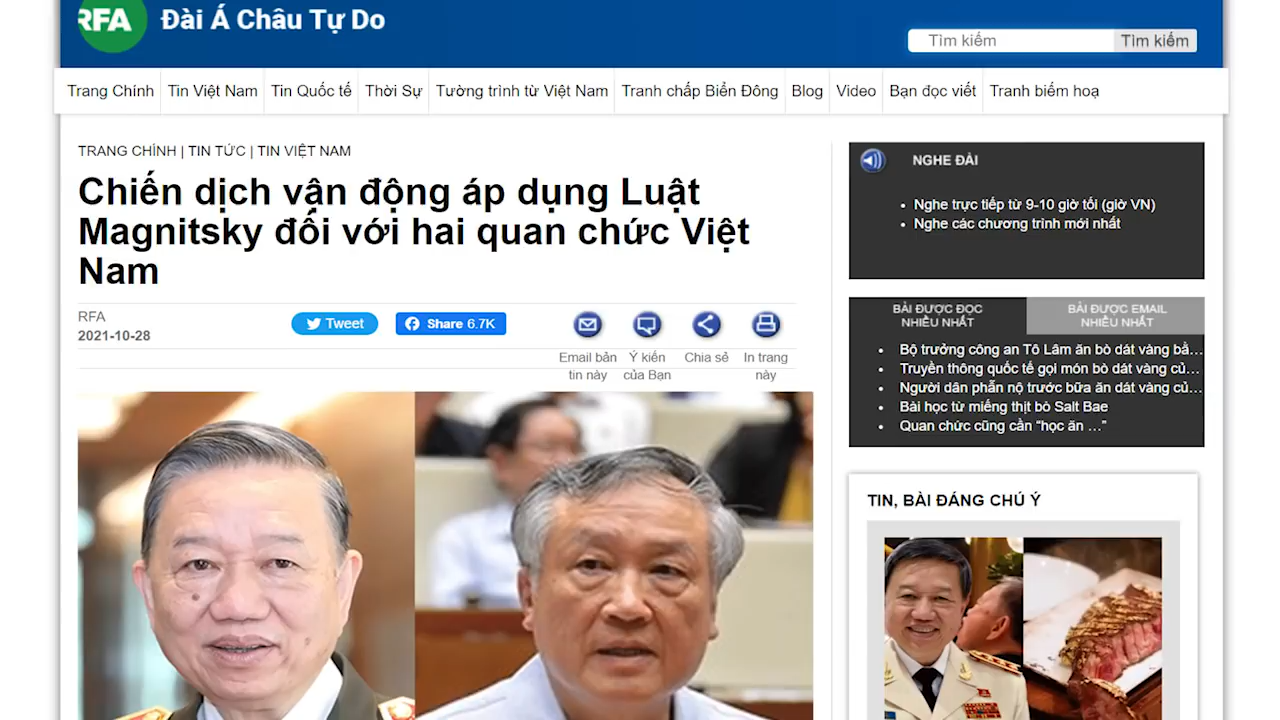 RFA Đài Á Châu Tự Do
Tìm kiếm Tìm kiếm
Trang Chính Tin Việt Nam Tin Quốc tế Thời Sự Tường trình từ Việt Nam Tranh chấp Biển Đông Blog Video Bạn đọc viết Tranh biếm hoạ
TRANG CHÍNH | TIN TỨC | TIN VIỆT NAM
Chiến dịch vận động áp dụng Luật
Magnitsky đối với hai quan chức Việt
Nam
RFA
2021-10-28
Tweet
Share 6.7K
Email bản
tin này
Ý kiến
của Bạn
Chia sẻ
In trang
này
NGHE ĐÀI
Nghe trực tiếp từ 9-10 giờ tối (giờ VN)
Nghe các chương trình mới nhất
BÀI ĐƯỢC ĐỌC
NHIỀU NHẤT
BÀI ĐƯỢC EMAIL
NHIỀU NHẤT
Bộ trưởng công an Tô Lâm ăn bò dát vàng bằ...
Truyền thông quốc tế gọi món bò dát vàng củ...
Người dân phẫn nộ trước bữa ăn dát vàng củ...
Bài học từ miếng thịt bò Salt Bae
Quan chức cũng cần “học ăn ...”
TIN, BÀI ĐÁNG CHÚ Ý